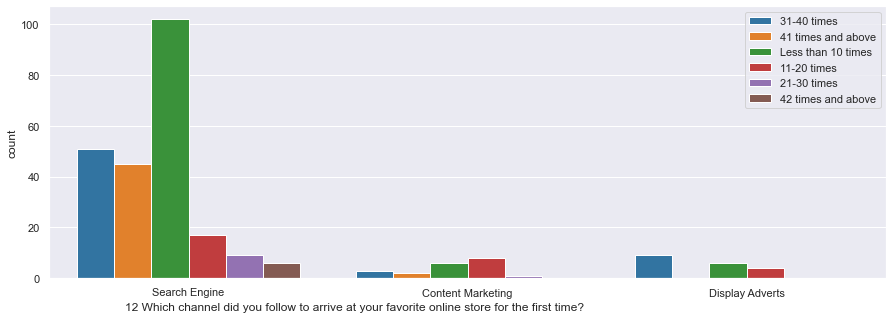 100
80
60
40
20
0
count
31-40 times
41 times and above
Less than 10 times
11-20 times
21-30 times
42 times and above
Search Engine
Content Marketing
Display Adverts
12 Which channel did you follow to arrive at your favorite online store for the first time?